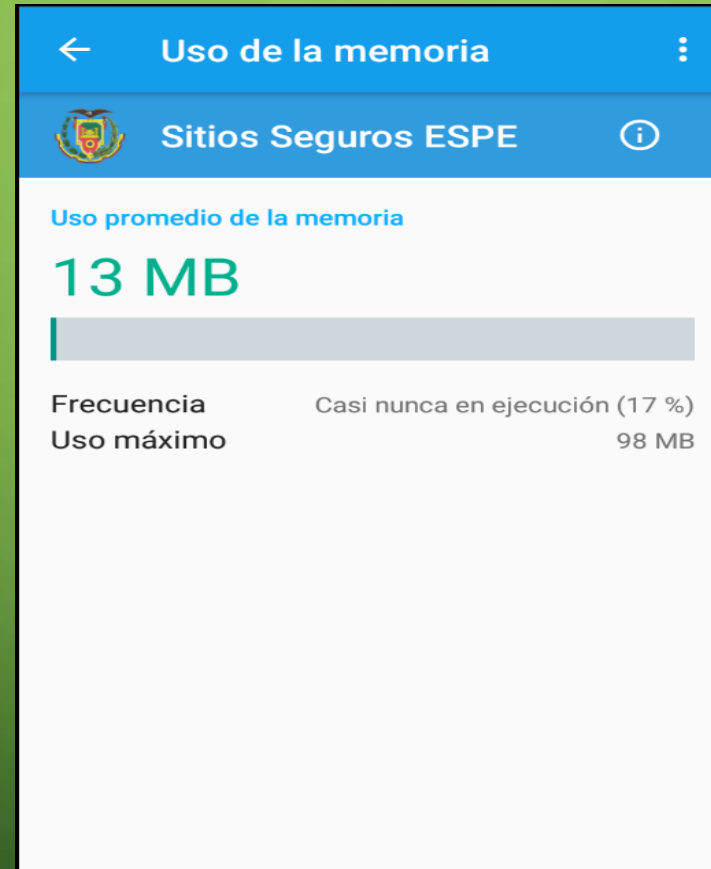 Uso de la memoria
Sitios Seguros ESPE
Uso promedio de la memoria
13 MB
Frecuencia Casi nunca en ejecución (17 %)
Uso máximo 98 MB